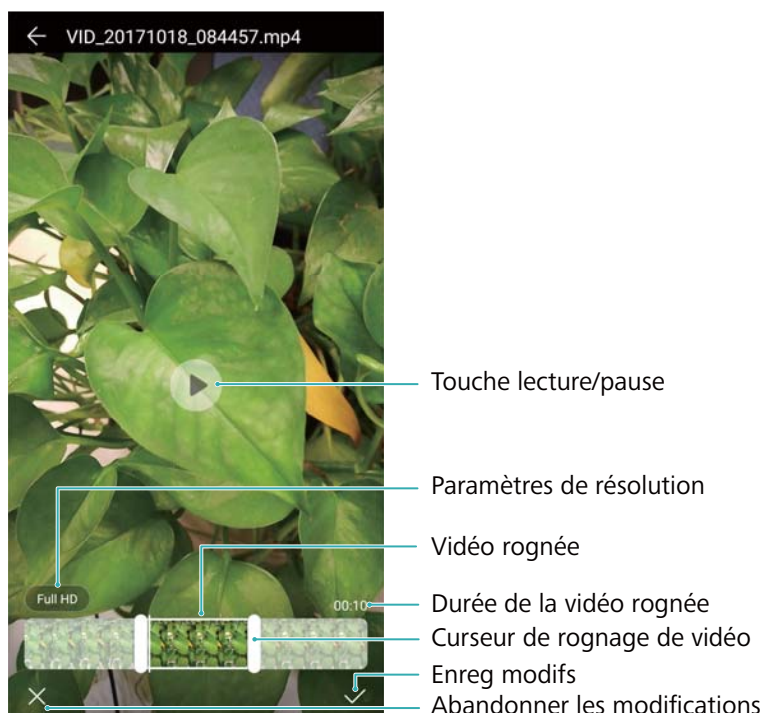 VID_20171018_084457.mp4
Touche lecture/pause
Paramètres de résolution
Vidéo rognée
Full HD
00:10
Durée de la vidéo rognée
Curseur de rognage de vidéo
Enreg modifs
Abandonner les modifications